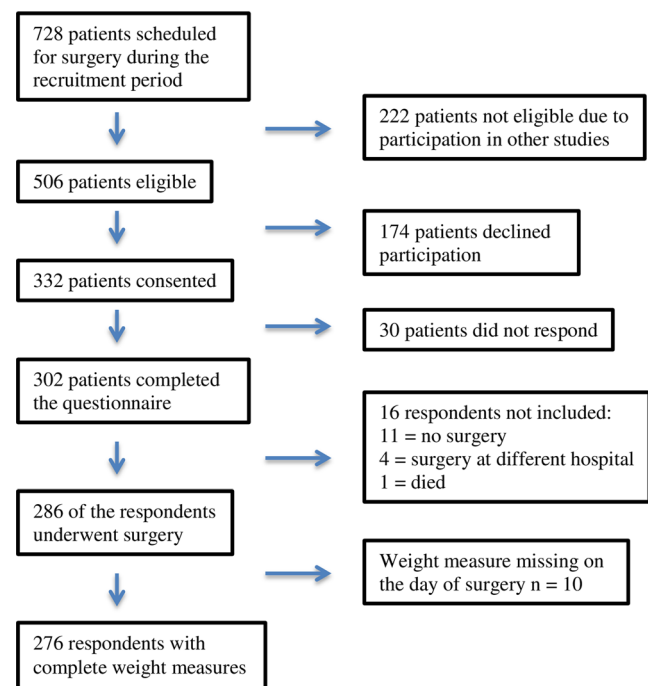 728 patients scheduled
for surgery during the
recruitment period
222 patients not eligible due to
participation in other studies
506 patients eligible
174 patients declined
participation
332 patients consented
30 patients did not respond
302 patients completed
the questionnaire
16 respondents not included:
11 = no surgery
4 = surgery at different hospital
1 = died
286 of the respondents
underwent surgery
Weight measure missing on
the day of surgery n = 10
276 respondents with
complete weight measures